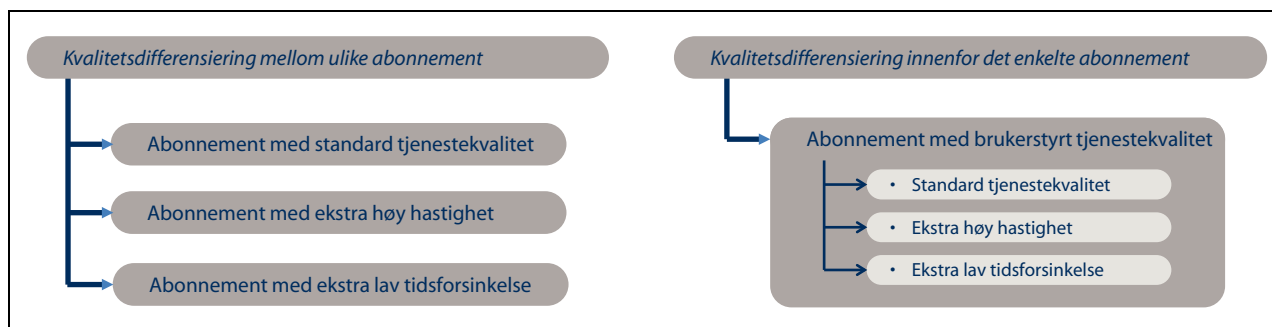 Kvalitetsdifferensiering mellom ulike abonnement
Abonnement med standard tjenestekvalitet
Abonnement med ekstra høy hastighet
Abonnement med ekstra lav tidsforsinkelse
Kvalitetsdifferensiering innenfor det enkelte abonnement
Abonnement med brukerstyrt tjenestekvalitet
• Standard tjenestekvalitet
• Ekstra høy hastighet
• Ekstra lav tidsforsinkelse